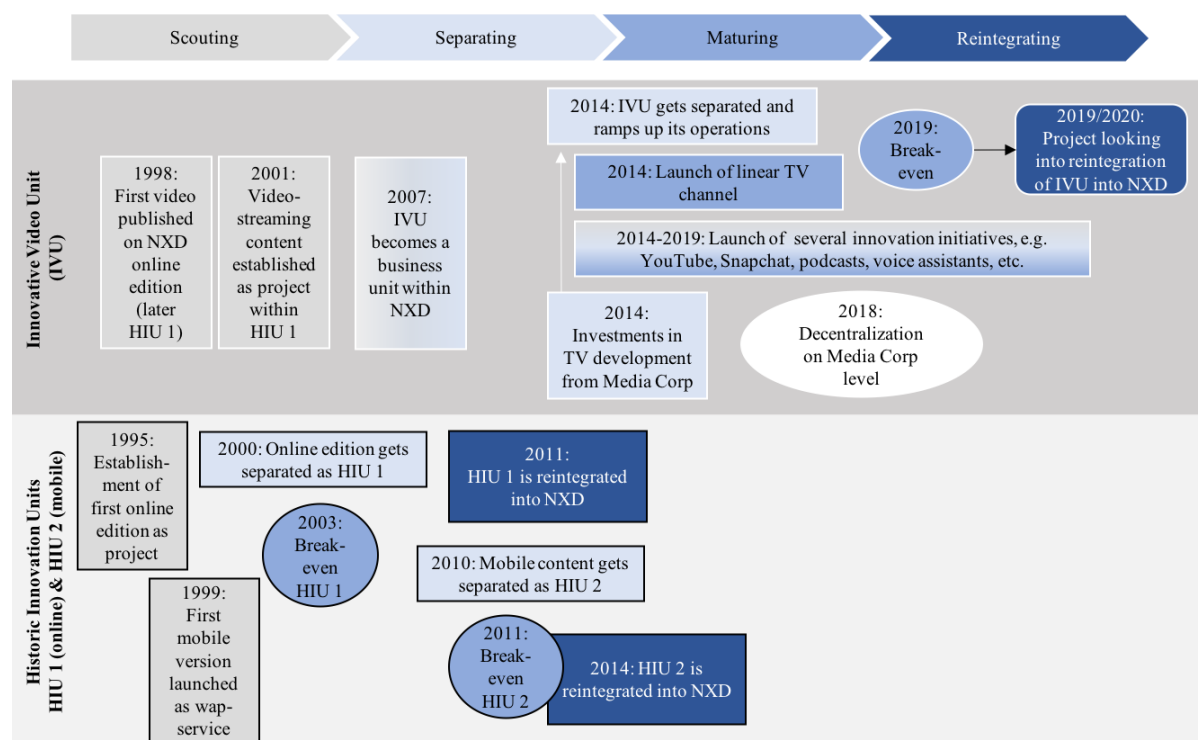 Scouting
Separating
Maturing
Reintegrating
Innovative Video Unit
(IVU)
1998:
First video
published
on NXD
online
edition
(later
HIU 1)
2001:
Video-
streaming
content
established
as project
within
HIU 1
2007:
IVU
becomes a
business
unit within
NXD
2014: IVU gets separated and
ramps up its operations
2014: Launch of linear TV
channel
2014-2019: Launch of several innovation initiatives, e.g.
YouTube, Snapchat, podcasts, voice assistants, etc.
2014:
Investments in
TV development
from Media Corp
2018:
Decentralization
on Media Corp
level
2019:
Break-
even
2019/2020:
Project looking
into reintegration
of IVU into NXD
Historic Innovation Units
HIU 1 (online) & HIU 2 (mobile)
1995:
Establish-
ment of
first online
edition as
project
1999:
First
mobile
version
launched
as wap-
service
2000: Online edition gets
separated as HIU 1
2003:
Break-
even
HIU 1
2011:
HIU 1 is reintegrated
into NXD
2010: Mobile content gets
separated as HIU 2
2011:
Break-
even
HIU 2
2014: HIU 2 is
reintegrated into NXD